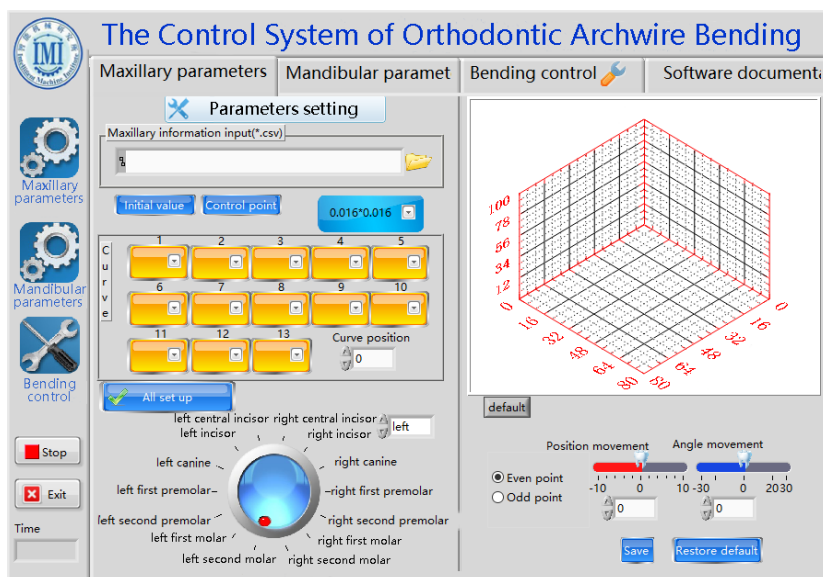 IMI
The Control System of Orthodontic Archwire Bending
Maxillary parameters
Mandibular paramet
Bending control
Software documenta
Parameters setting
Maxillary information input(*.csv)
Initial value
Control point
0.016*0.016
Curve
1 2 3 4 5
6 7 8 9 10
11 12 13
Curve position
0
All set up
left central incisor right central incisor
left
left incisor right incisor
left canine right canine
left first premolar right first premolar
left second premolar right second premolar
left first molar right first molar
left second molar right second molar
Maxillary
parameters
Mandibular
parameters
Bending
control
Stop
Exit
Time
100
78
56
34
12
0 16 32 48 64 80
80 64 48 32 16 0
default
Position movement Angle movement
Even point
Odd point
-10 0 10
-30 0 20 30
0 0
Save
Restore default